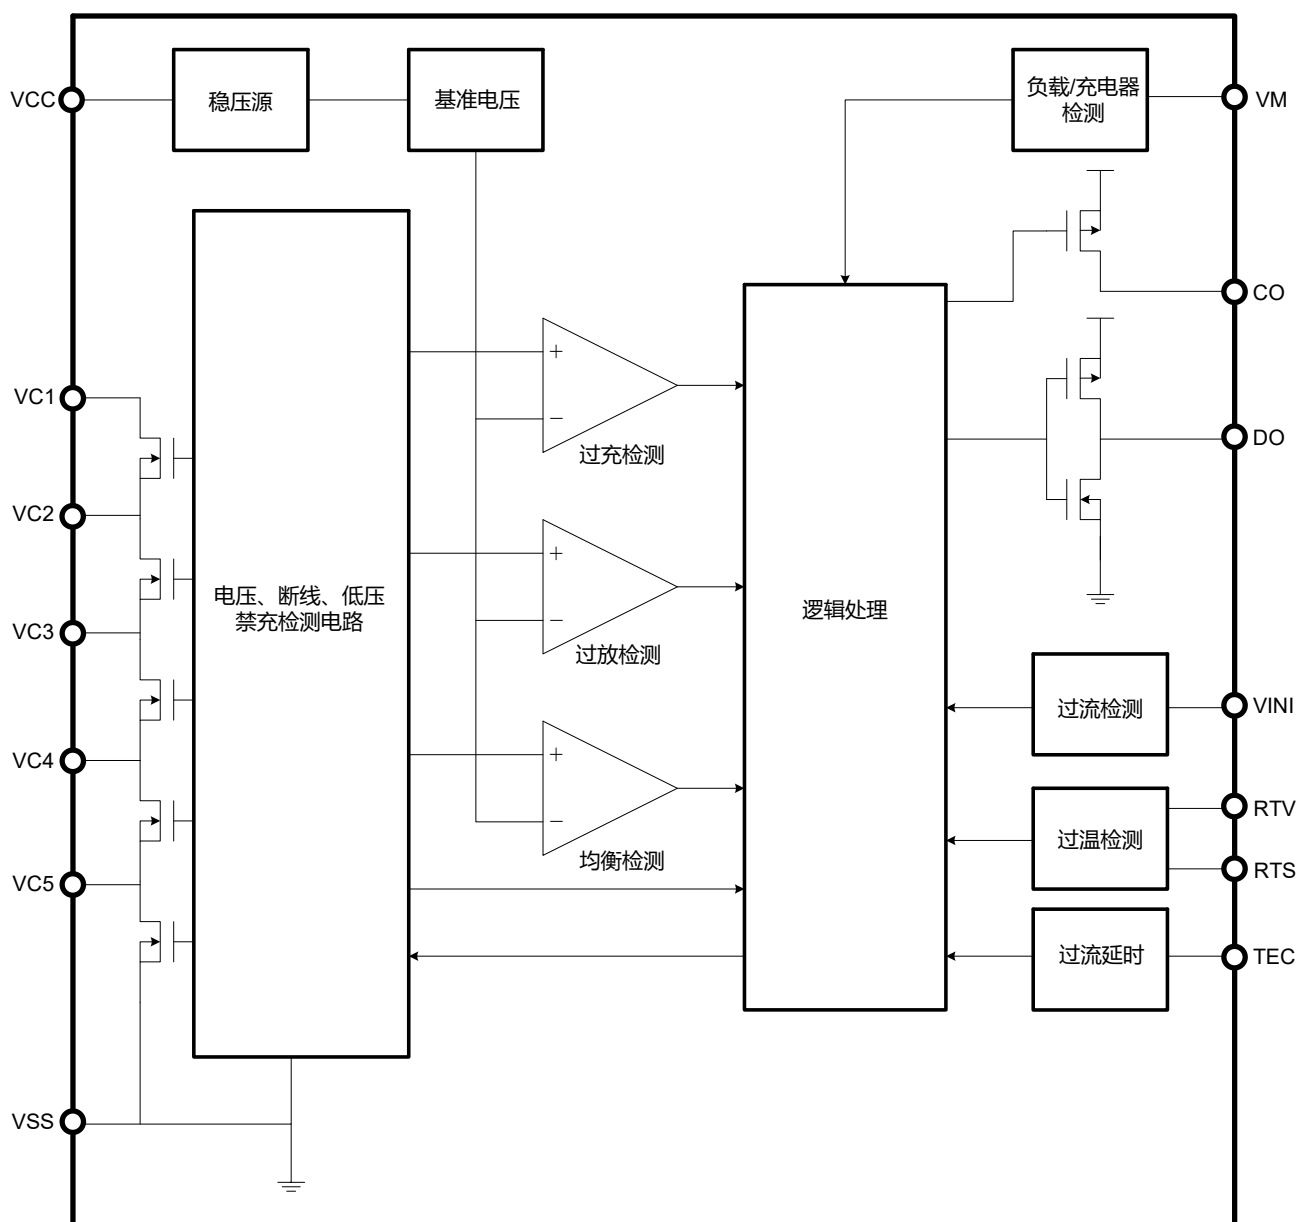 VCC
稳压源
基准电压
负载/充电器
检测
VM
CO
VC1
过充检测
DO
VC2
VC3
电压、断线、低压
禁充检测电路
过放检测
逻辑处理
VC4
过流检测
VINI
均衡检测
过温检测
RTV
RTS
VC5
过流延时
TEC
VSS